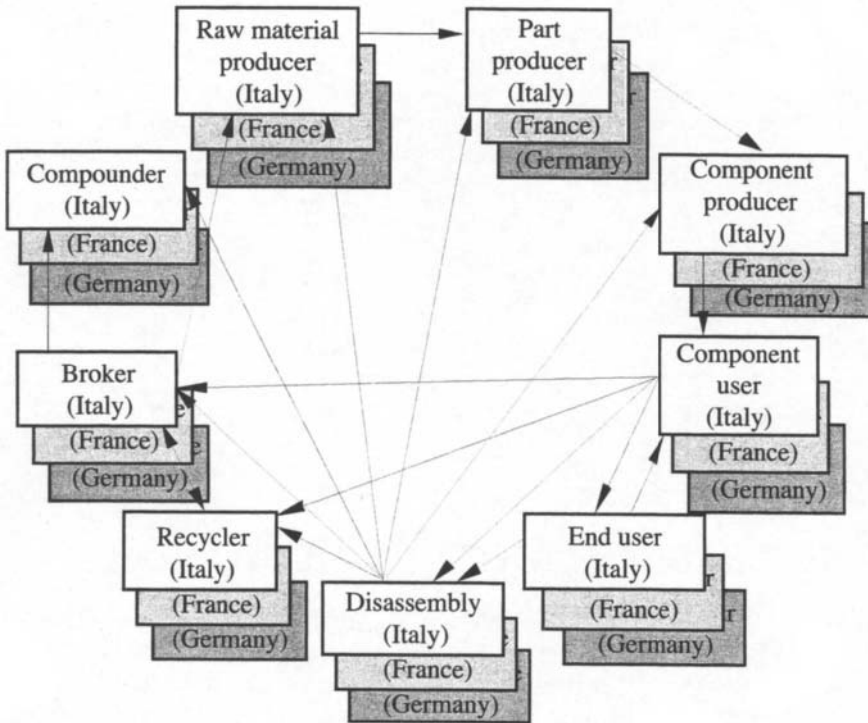 Raw material
producer
(Italy)
(France)
(Germany)
Part
producer
(Italy)
(France)
(Germany)
Compounder
(Italy)
(France)
(Germany)
Component
producer
(Italy)
(France)
(Germany)
Broker
(Italy)
(France)
(Germany)
Component
user
(Italy)
(France)
(Germany)
Recycler
(Italy)
(France)
(Germany)
Disassembly
(Italy)
(France)
(Germany)
End user
(Italy)
(France)
(Germany)